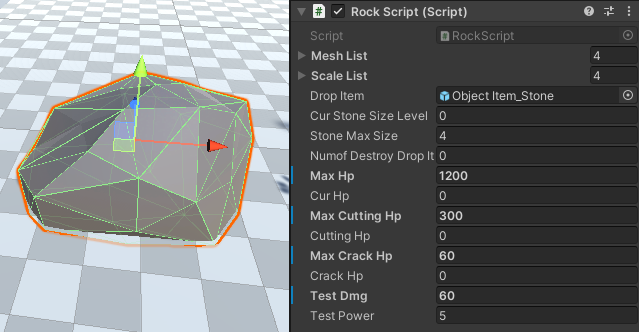 # Rock Script (Script)
Script # RockScript
Mesh List 4
Scale List 4
Drop Item Object Item_Stone
Cur Stone Size Level 0
Stone Max Size 4
Numof Destroy Drop It 0
Max Hp 1200
Cur Hp 0
Max Cutting Hp 300
Cutting Hp 0
Max Crack Hp 60
Crack Hp 0
Test Dmg 60
Test Power 5